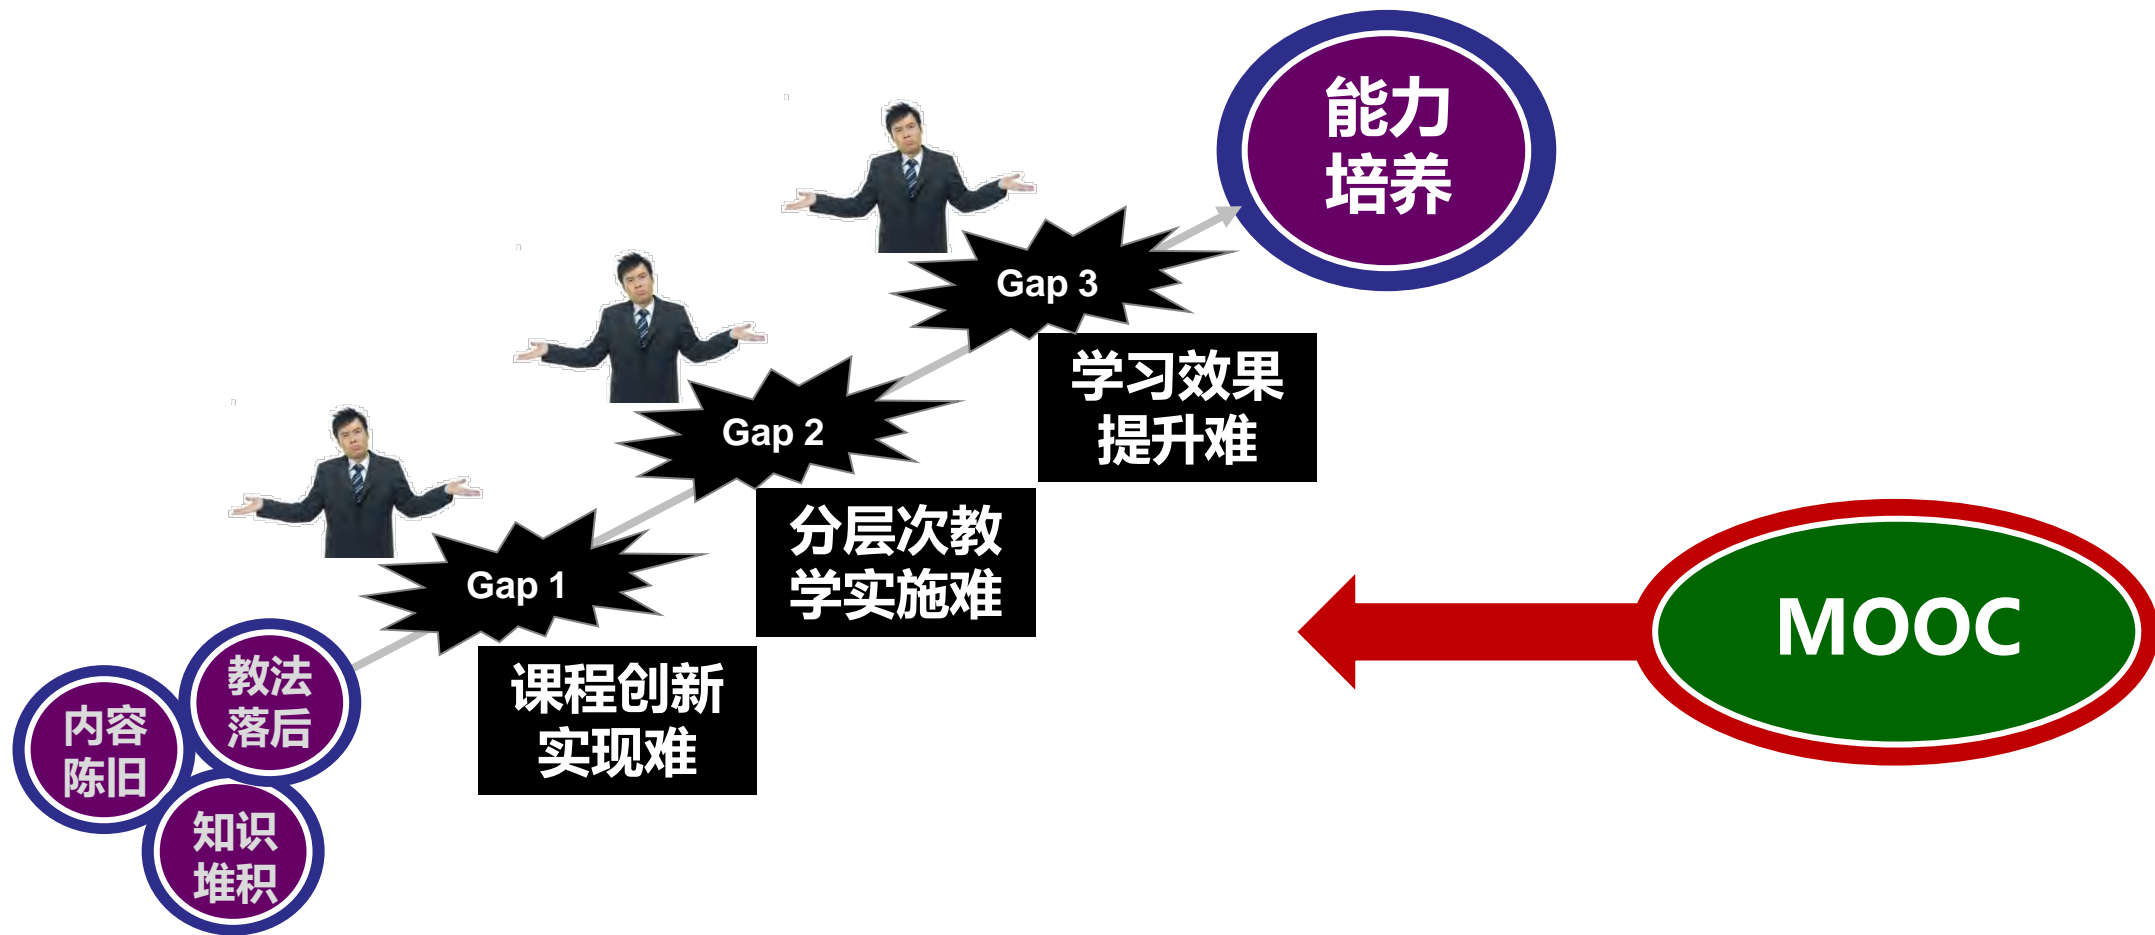 能力
培养
Gap 3
学习效果
提升难
Gap 2
分层次教
学实施难
MOOC
Gap 1
课程创新
实现难
教法
落后
内容
陈旧
知识
堆积